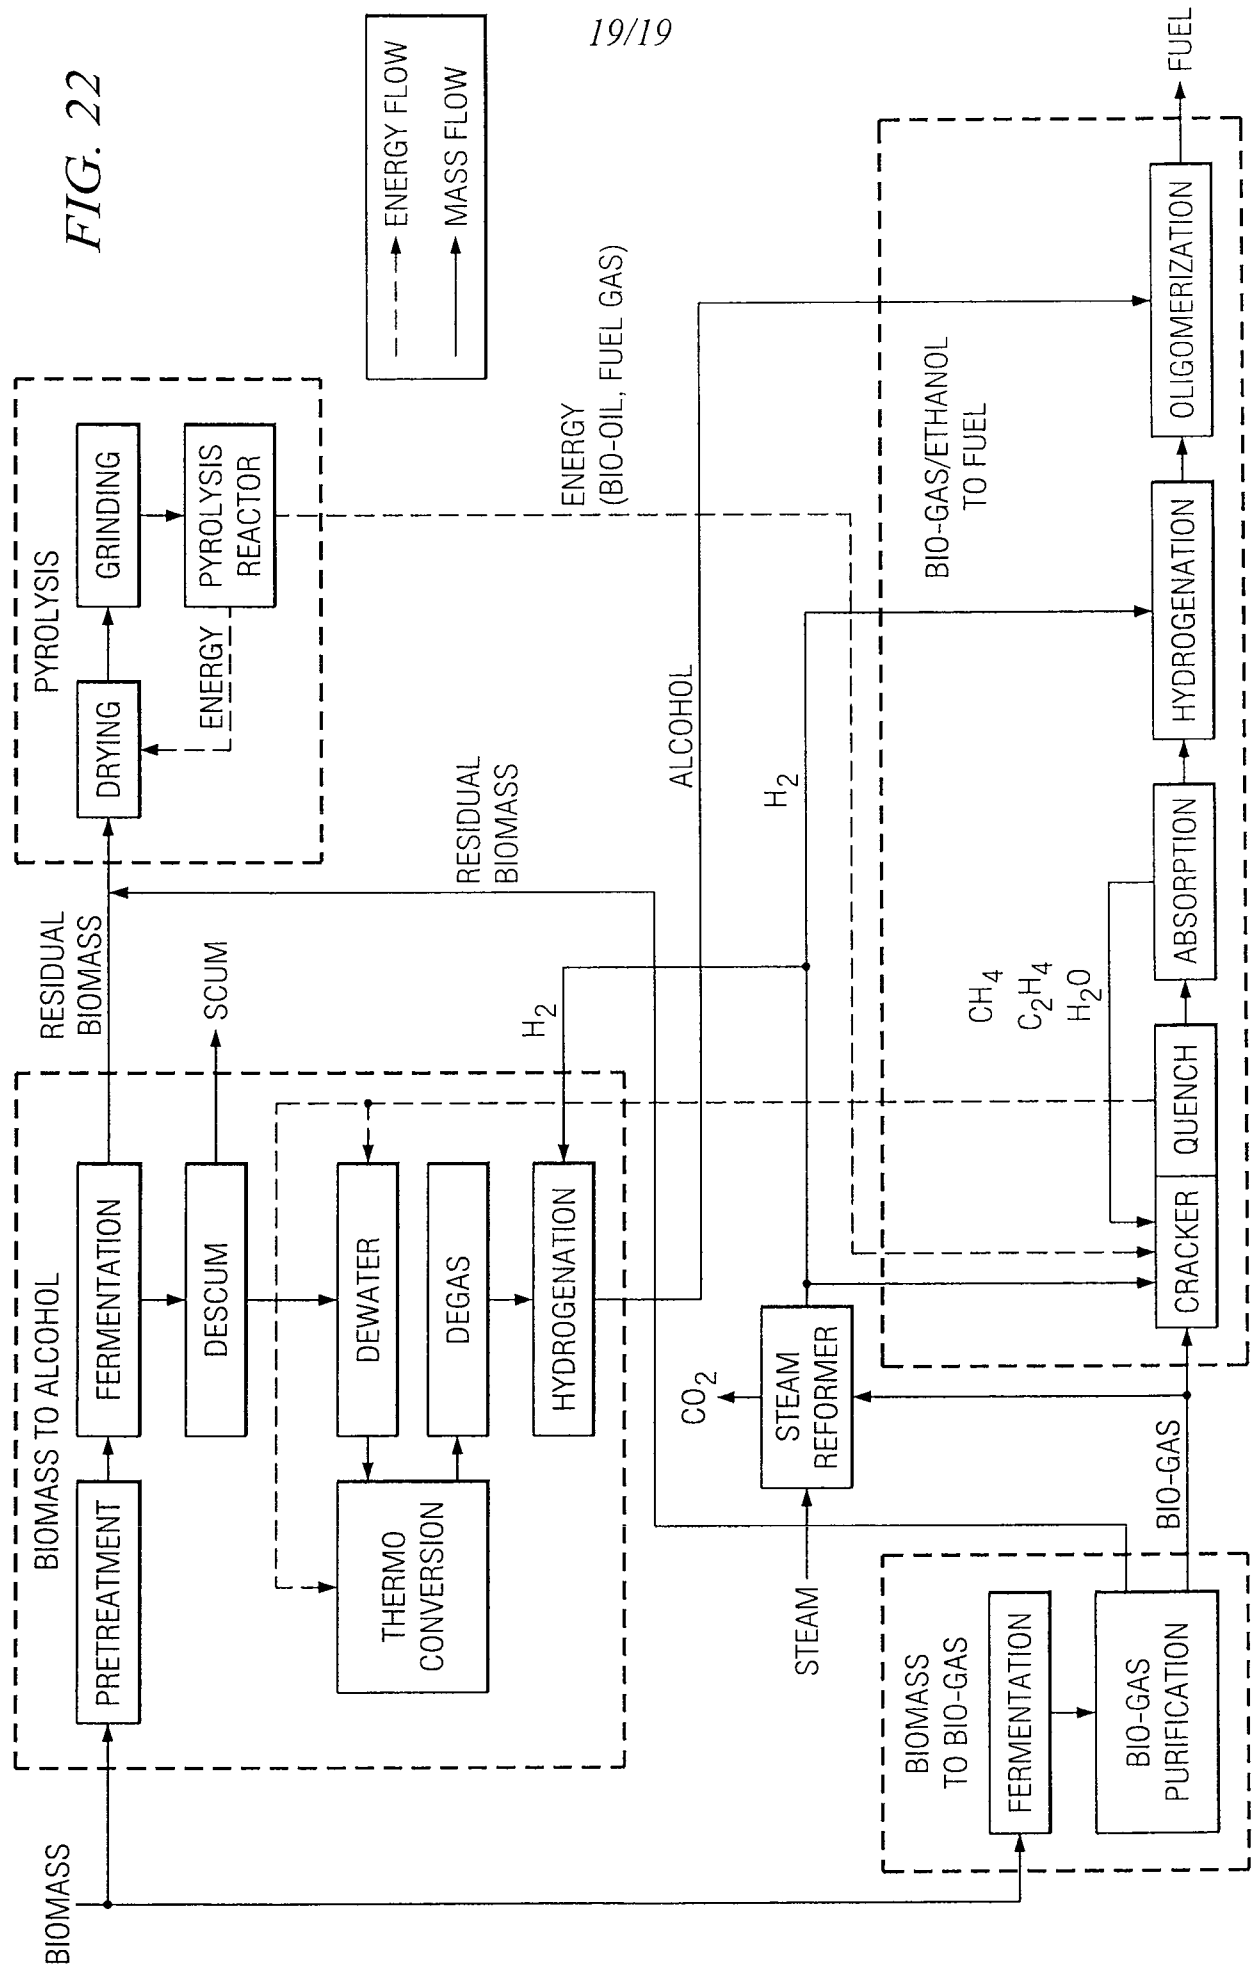 19/19
FIG. 22
ENERGY FLOW
MASS FLOW
BIOMASS
BIOMASS TO ALCOHOL
PRETREATMENT
FERMENTATION
DESCUM
SCUM
DEWATER
THERMO
CONVERSION
DEGAS
HYDROGENATION
H2
RESIDUAL
BIOMASS
PYROLYSIS
DRYING
GRINDING
PYROLYSIS
REACTOR
ENERGY
RESIDUAL
BIOMASS
ENERGY
(BIO-OIL, FUEL GAS)
ALCOHOL
H2
STEAM
STEAM
REFORMER
CO2
BIOMASS
TO BIO-GAS
FERMENTATION
BIO-GAS
PURIFICATION
BIO-GAS
BIO-GAS/ETHANOL
TO FUEL
CH4
C2H4
H2O
CRACKER
QUENCH
ABSORPTION
HYDROGENATION
OLIGOMERIZATION
FUEL